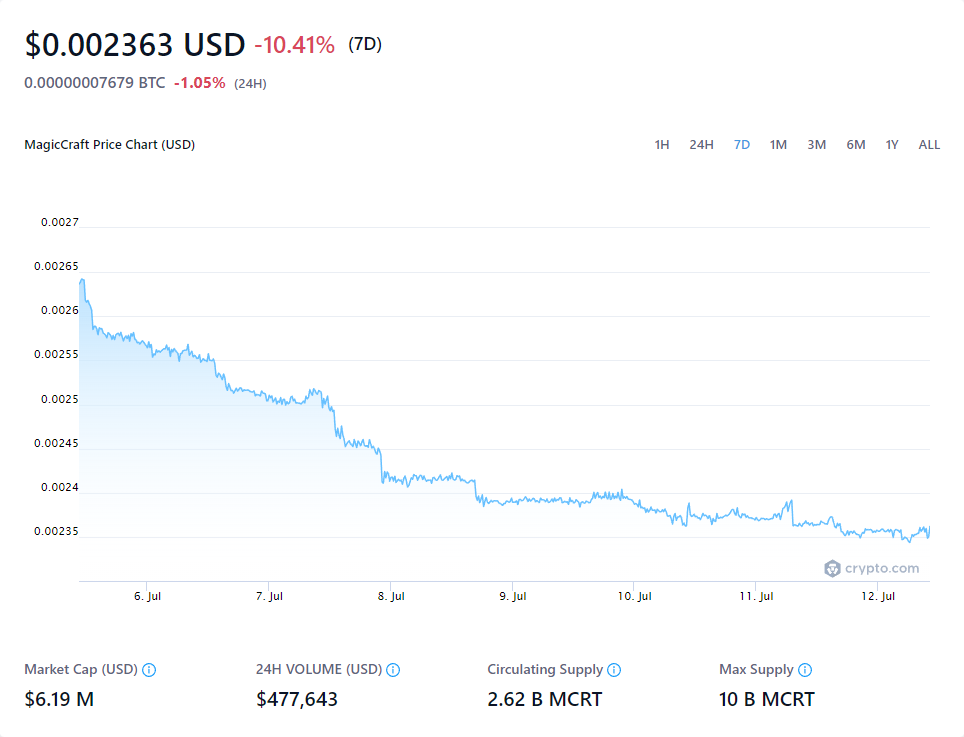 $0.002363 USD -10.41% (7D)
0.00000007679 BTC -1.05% (24H)
MagicCraft Price Chart (USD) 1H 24H 7D 1M 3M 6M 1Y ALL
0.0027
0.00265
0.0026
0.00255
0.0025
0.00245
0.0024
0.00235
crypto.com
6. Jul 7. Jul 8. Jul 9. Jul 10. Jul 11. Jul 12. Jul
Market Cap (USD) 24H VOLUME (USD) Circulating Supply Max Supply
$6.19 M $477,643 2.62 B MCRT 10 B MCRT